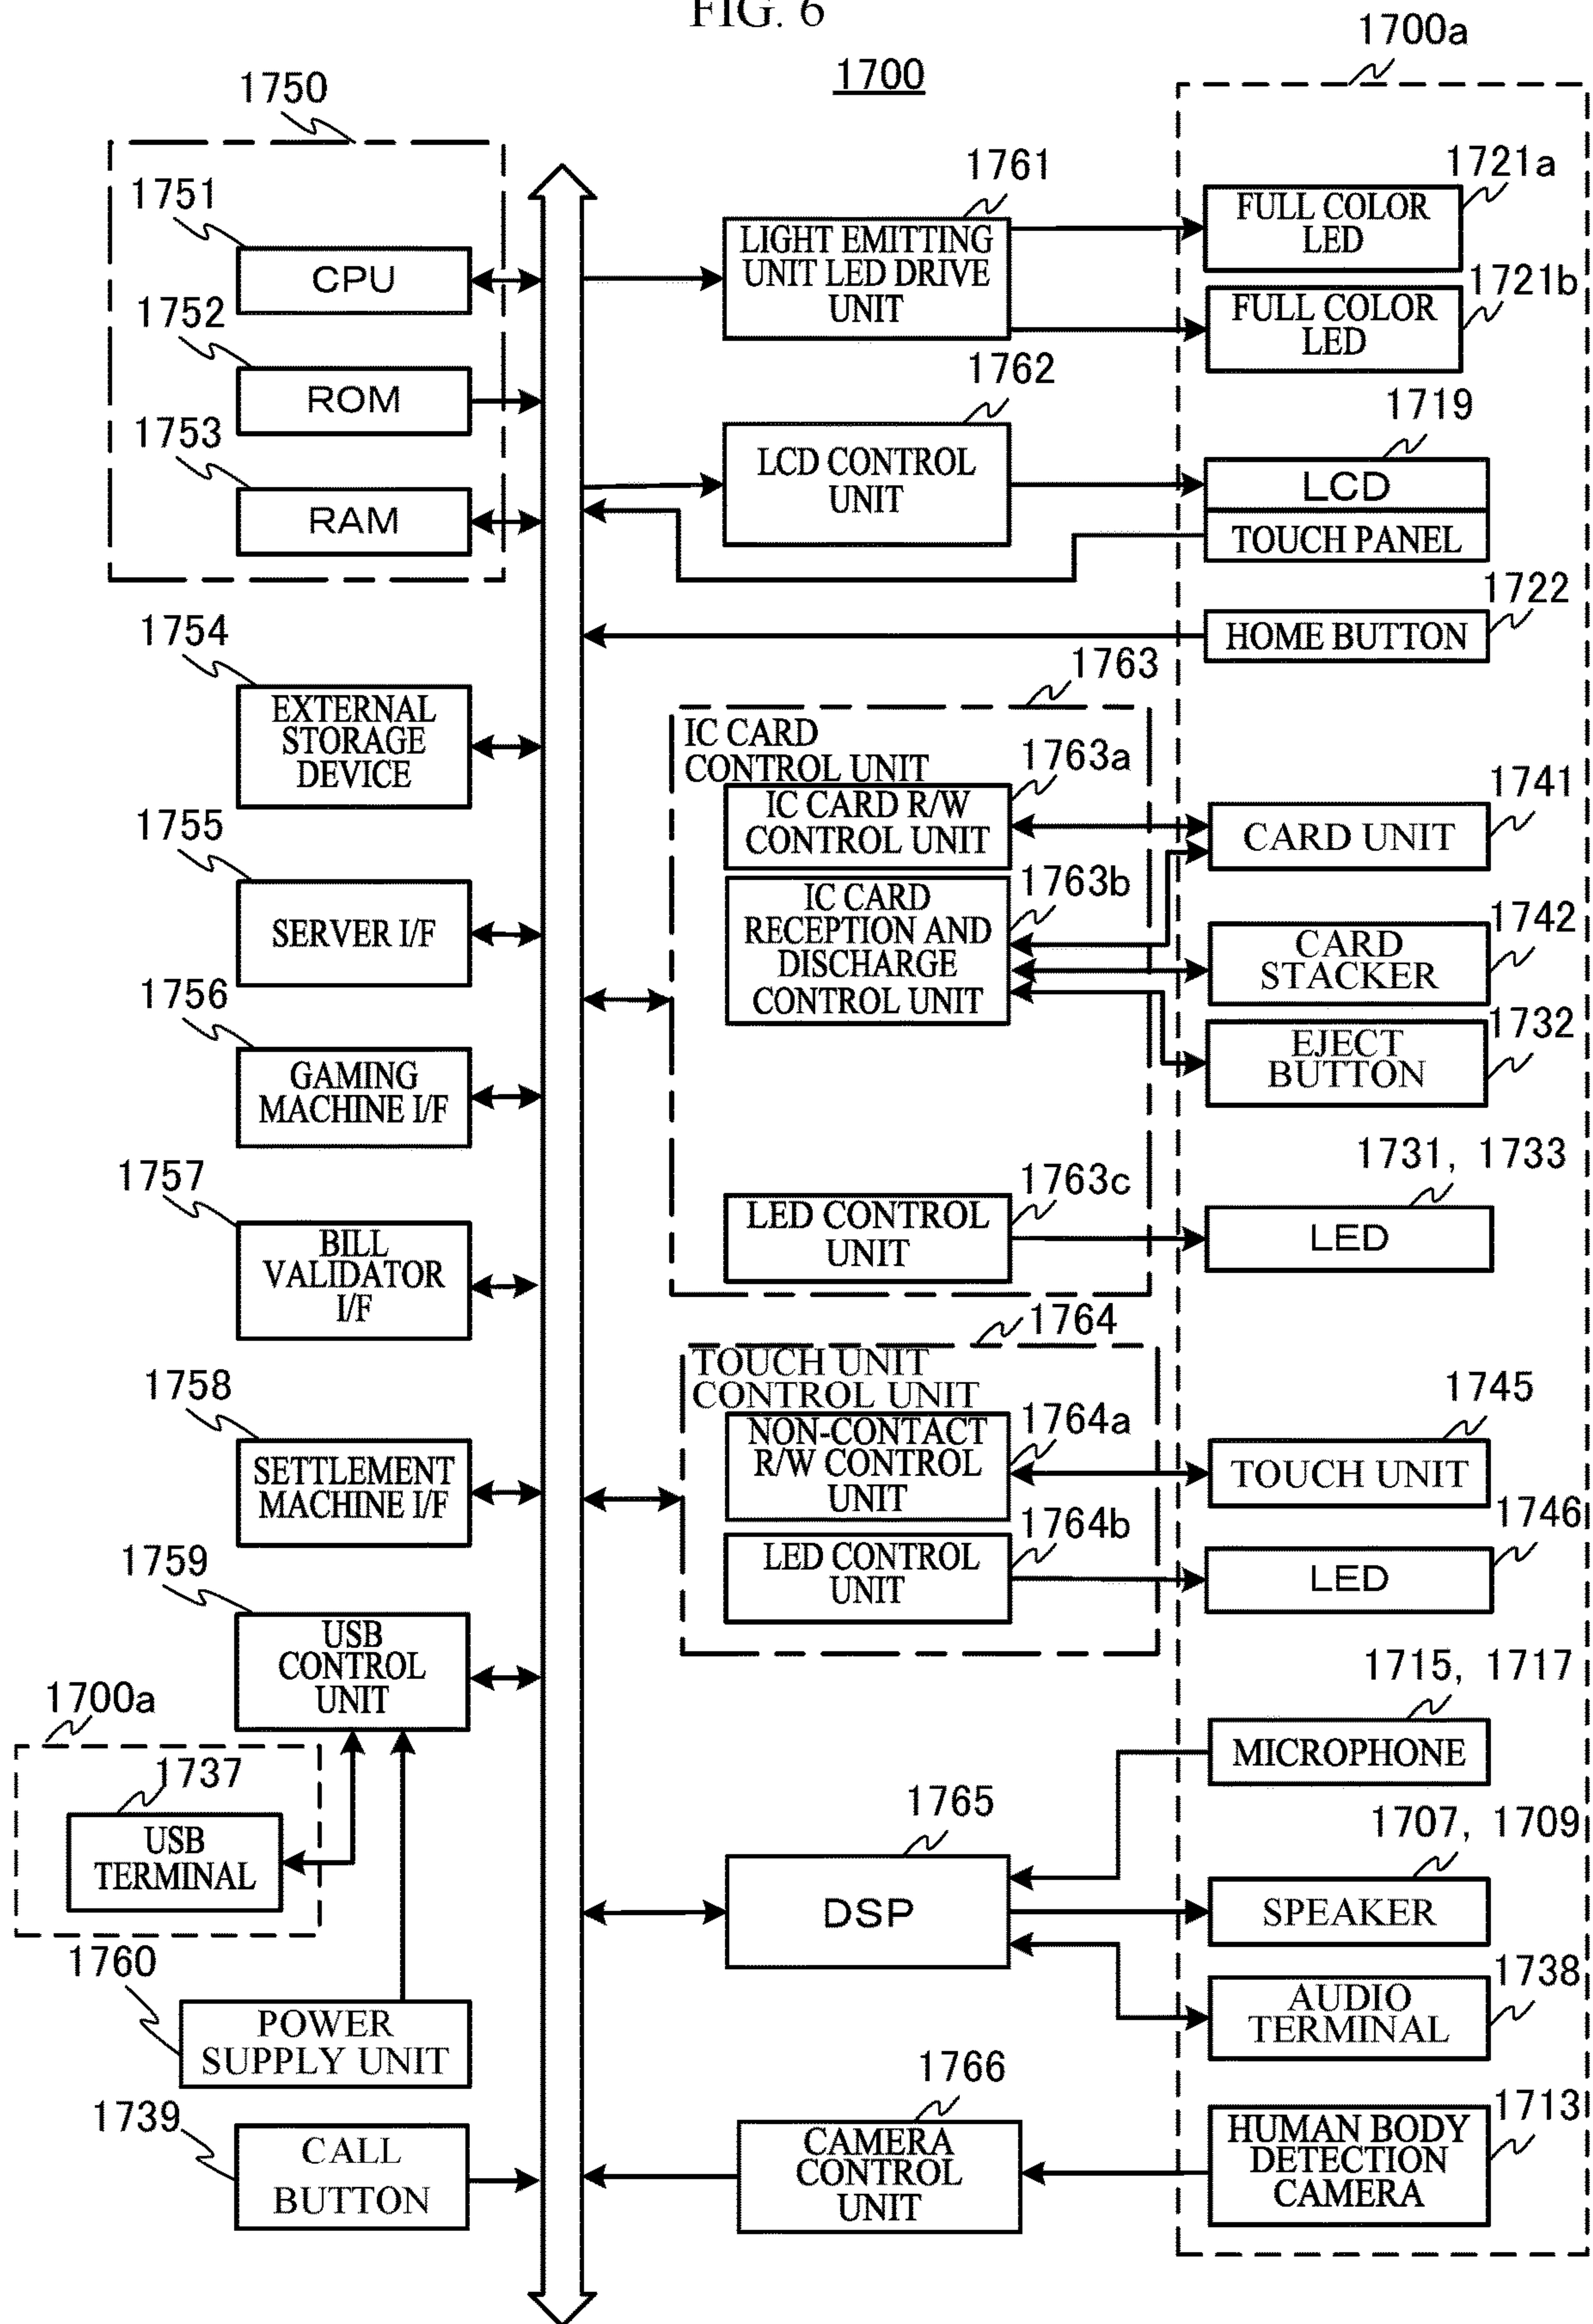 FIG. 6
1700
1700a
1750
1751
CPU
1752
ROM
1753
RAM
1754
EXTERNAL
STORAGE
DEVICE
1755
SERVER I/F
1756
GAMING
MACHINE I/F
1757
BILL
VALIDATOR
I/F
1758
SETTLEMENT
MACHINE I/F
1759
USB
CONTROL
UNIT
1700a
1737
USB
TERMINAL
1760
POWER
SUPPLY UNIT
1739
CALL
BUTTON
1761
LIGHT EMITTING
UNIT LED DRIVE
UNIT
1762
LCD CONTROL
UNIT
1763
IC CARD
CONTROL UNIT
1763a
IC CARD R/W
CONTROL UNIT
1763b
IC CARD
RECEPTION AND
DISCHARGE
CONTROL UNIT
1763c
LED CONTROL
UNIT
1764
TOUCH UNIT
CONTROL UNIT
1764a
NON-CONTACT
R/W CONTROL
UNIT
1764b
LED CONTROL
UNIT
1765
DSP
1766
CAMERA
CONTROL
UNIT
1721a
FULL COLOR
LED
1721b
FULL COLOR
LED
1719
LCD
TOUCH PANEL
1722
HOME BUTTON
1741
CARD UNIT
1742
CARD
STACKER
1732
EJECT
BUTTON
1731, 1733
LED
1745
TOUCH UNIT
1746
LED
1715, 1717
MICROPHONE
1707, 1709
SPEAKER
1738
AUDIO
TERMINAL
1713
HUMAN BODY
DETECTION
CAMERA